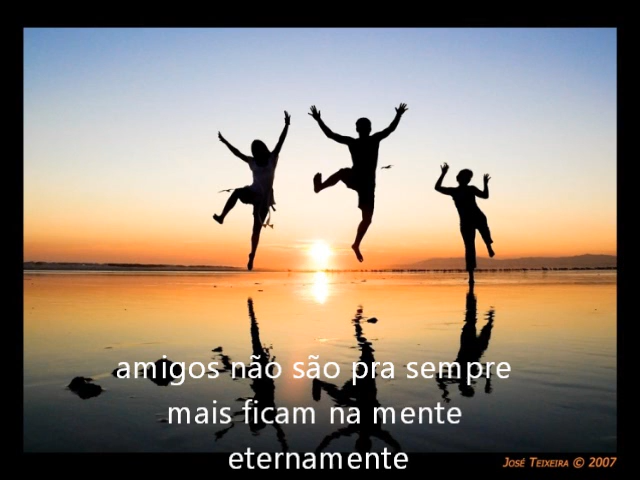 amigos não são pra sempre
mais ficam na mente
eternamente
José Teixeira © 2007